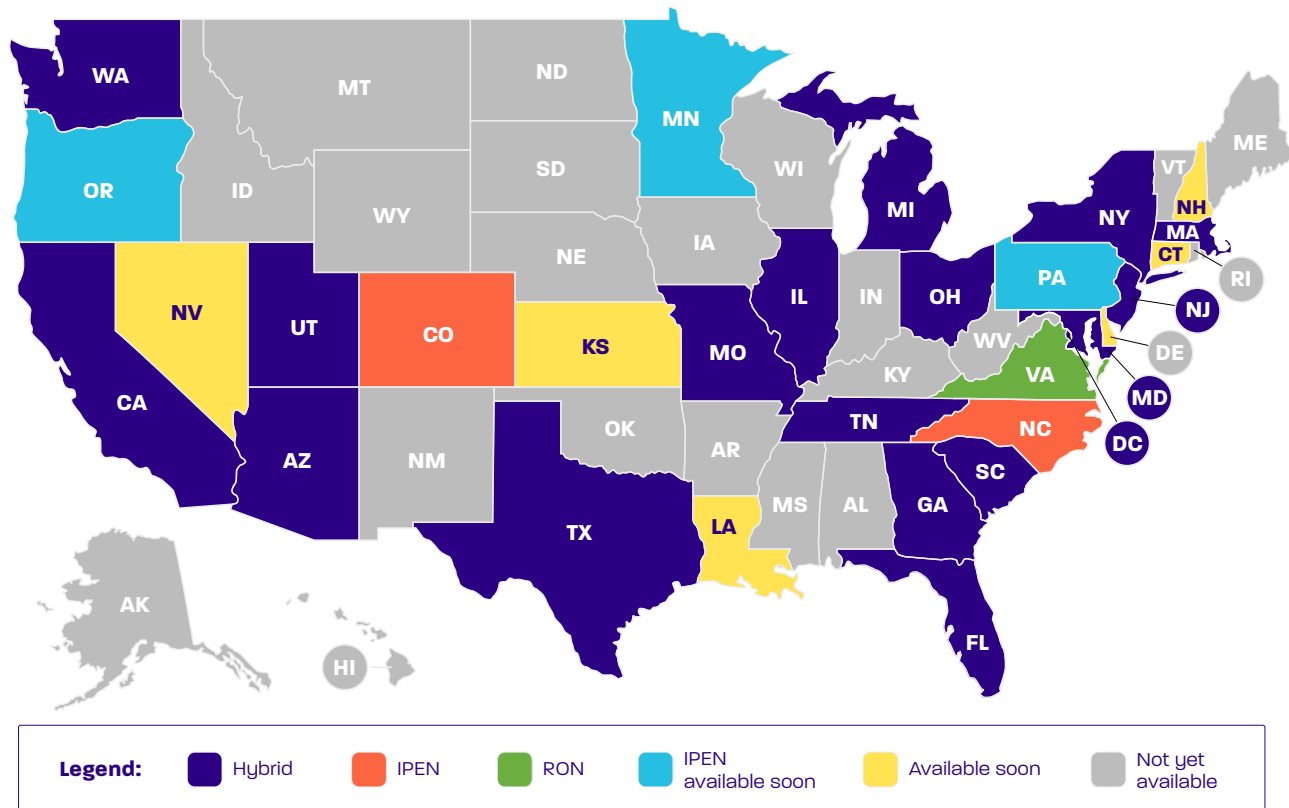 WA
MT
ND
MN
OR
ID
SD
WI
WY
MI
ME
VT
NH
NY
MA
CT
RI
IA
NE
NV
UT
CO
KS
IL
IN
OH
PA
NJ
DE
WV
VA
MD
DC
CA
MO
KY
TN
NC
AZ
NM
OK
AR
SC
TX
LA
MS
AL
GA
FL
AK
HI
Legend:
Hybrid
IPEN
RON
IPEN
available soon
Available soon
Not yet
available